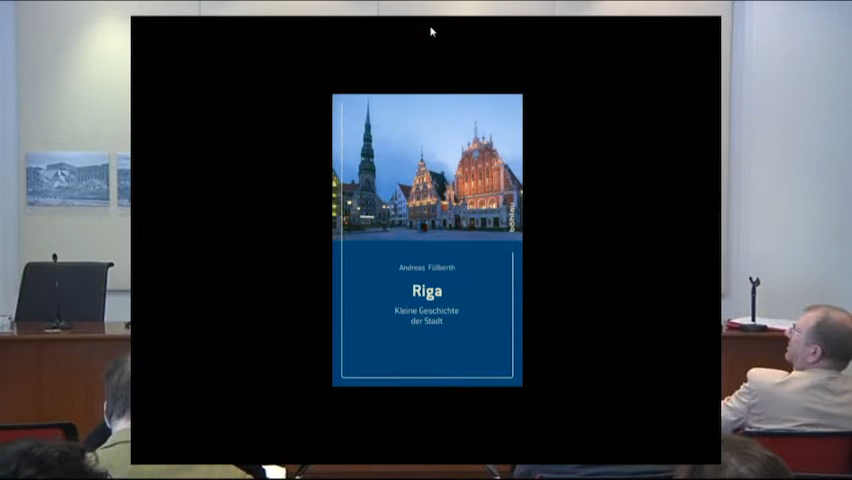 böhlau
Andreas Fülberth
Riga
Kleine Geschichte
der Stadt